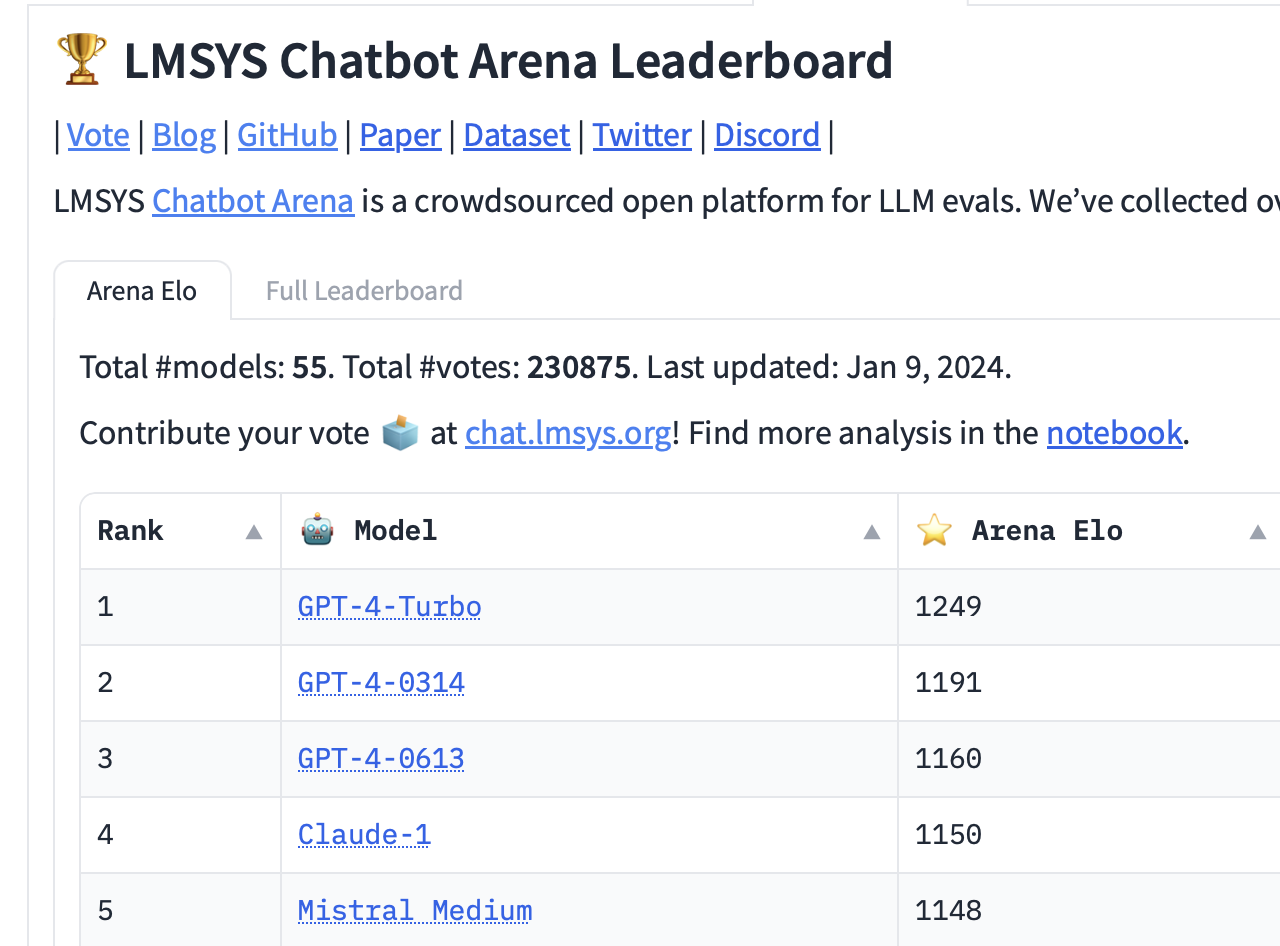 🏆 LMSYS Chatbot Arena Leaderboard
| Vote | Blog | GitHub | Paper | Dataset | Twitter | Discord |
LMSYS Chatbot Arena is a crowdsourced open platform for LLM evals. We’ve collected
Arena Elo Full Leaderboard
Total #models: 55. Total #votes: 230875. Last updated: Jan 9, 2024.
Contribute your vote 🗳️ at chat.lmsys.org! Find more analysis in the notebook.
Rank ▲ 🤖 Model ▲ ⭐ Arena Elo ▲
1 GPT-4-Turbo 1249
2 GPT-4-0314 1191
3 GPT-4-0613 1160
4 Claude-1 1150
5 Mistral Medium 1148